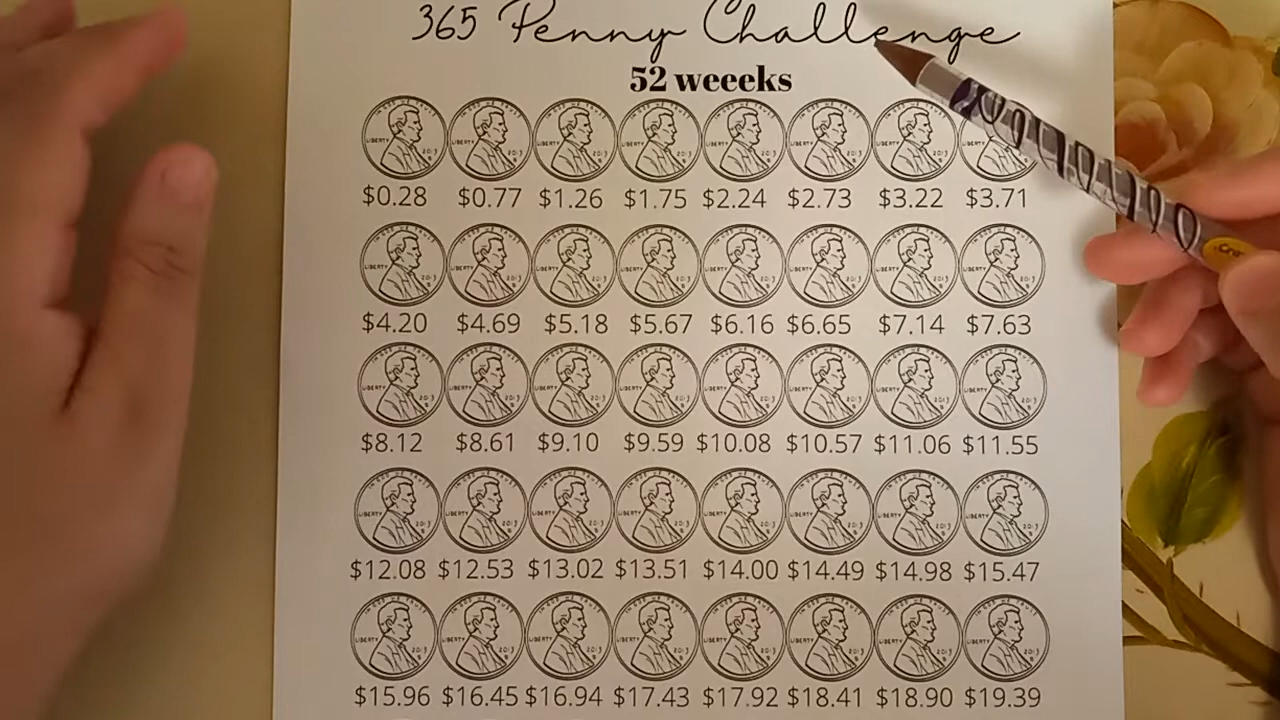 365 Penny Challenge
52 weeeks
$0.28 $0.77 $1.26 $1.75 $2.24 $2.73 $3.22 $3.71
$4.20 $4.69 $5.18 $5.67 $6.16 $6.65 $7.14 $7.63
$8.12 $8.61 $9.10 $9.59 $10.08 $10.57 $11.06 $11.55
$12.08 $12.53 $13.02 $13.51 $14.00 $14.49 $14.98 $15.47
$15.96 $16.45 $16.94 $17.43 $17.92 $18.41 $18.90 $19.39